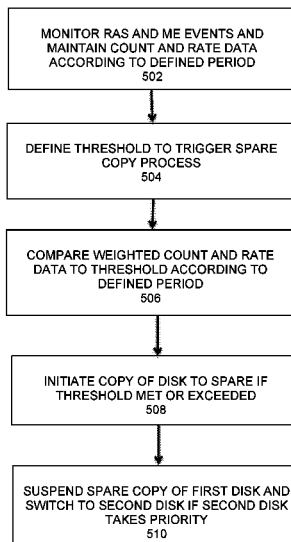 MONITOR RAS AND ME EVENTS AND
MAINTAIN COUNT AND RATE DATA
ACCORDING TO DEFINED PERIOD
502
DEFINE THRESHOLD TO TRIGGER SPARE
COPY PROCESS
504
COMPARE WEIGHTED COUNT AND RATE
DATA TO THRESHOLD ACCORDING TO
DEFINED PERIOD
506
INITIATE COPY OF DISK TO SPARE IF
THRESHOLD MET OR EXCEEDED
508
SUSPEND SPARE COPY OF FIRST DISK AND
SWITCH TO SECOND DISK IF SECOND DISK
TAKES PRIORITY
510